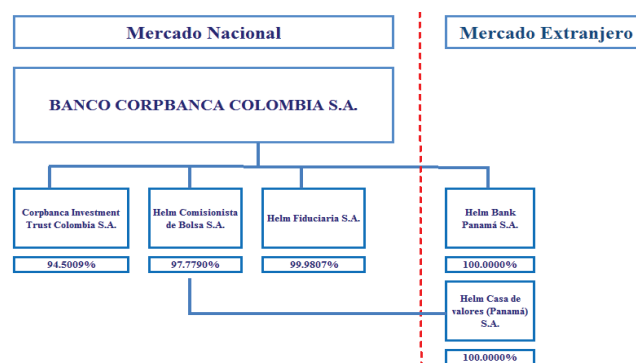 Mercado Nacional
Mercado Extranjero
BANCO CORPBANCA COLOMBIA S.A.
Corpbanca Investment
Trust Colombia S.A.
94.5009%
Helm Comisionista
de Bolsa S.A.
97.7790%
Helm Fiduciaria S.A.
99.9807%
Helm Bank
Panamá S.A.
100.0000%
Helm Casa de
valores (Panamá)
S.A.
100.0000%